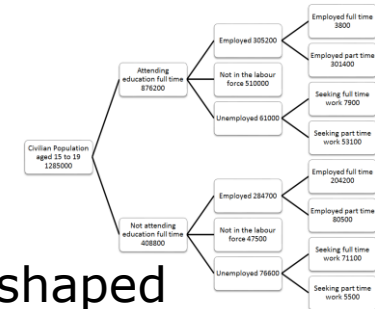 Civilian Population
aged 15 to 19
1285000
Attending
education full time
876200
Not attending
education full time
408800
Employed 305200
Not in the labour
force 510000
Unemployed 61000
Employed 284700
Not in the labour
force 47500
Unemployed 76600
Employed full time
3800
Employed part time
301400
Seeking full time
work 7900
Seeking part time
work 53100
Employed full time
204200
Employed part time
80500
Seeking full time
work 71100
Seeking part time
work 5500
shaped